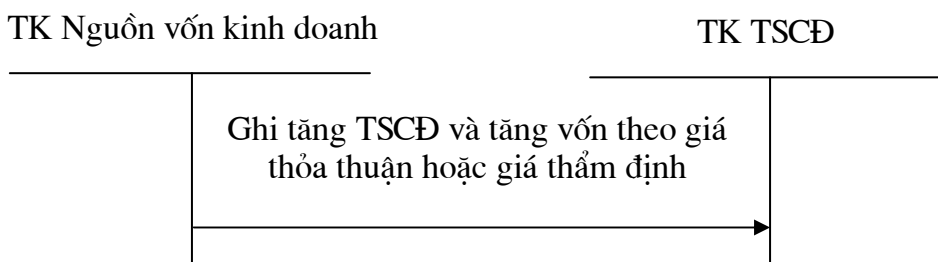 TK Nguồn vốn kinh doanh
TK TSCĐ
Ghi tăng TSCĐ và tăng vốn theo giá
thỏa thuận hoặc giá thẩm định